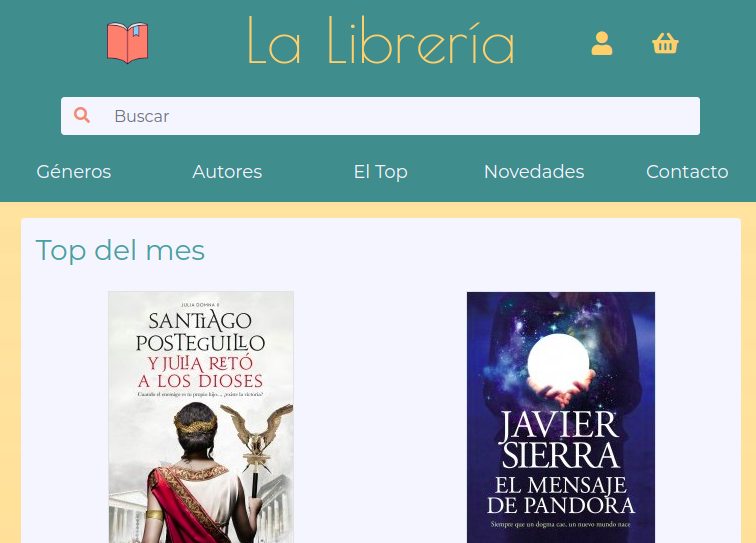 La Librería
Buscar
Géneros Autores El Top Novedades Contacto
Top del mes
JULIA DOMNA II
SANTIAGO
POSTEGUILLO
Y JULIA RETÓ
A LOS DIOSES
Cuando el enemigo es tu propio hijo..., ¿existe la victoria?
JAVIER
SIERRA
EL MENSAJE
DE PANDORA
Siempre que un dogma cae, un nuevo mundo nace